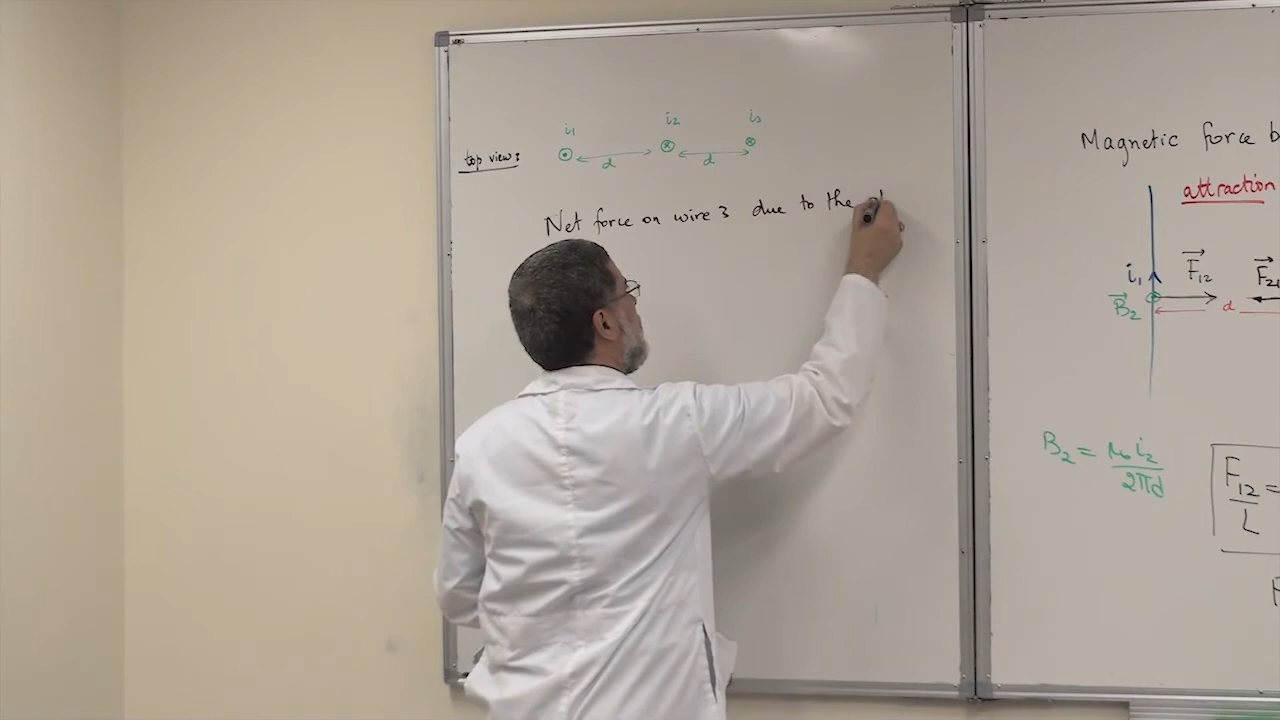 i1 i2 i3
top view:
d d
Net force on wire 3 due to the
Magnetic force b
attraction
i1 F12 F21
B2 d
B2 = μ0 i2 / 2πd
F12 / L =